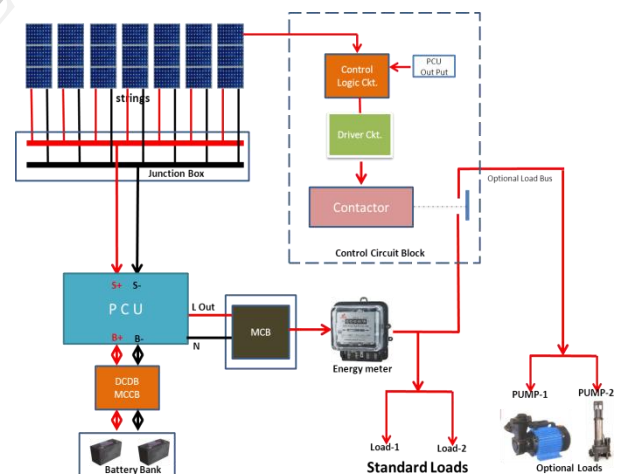 Control
Logic Ckt.
PCU
Out Put
strings
Driver Ckt.
Junction Box
Optional Load Bus
Contactor
Control Circuit Block
S+ S-
P C U
L Out
N
B+ B-
MCB
Energy meter
DCDB
MCCB
PUMP-1
PUMP-2
Load-1
Load-2
Battery Bank
Standard Loads
Optional Loads